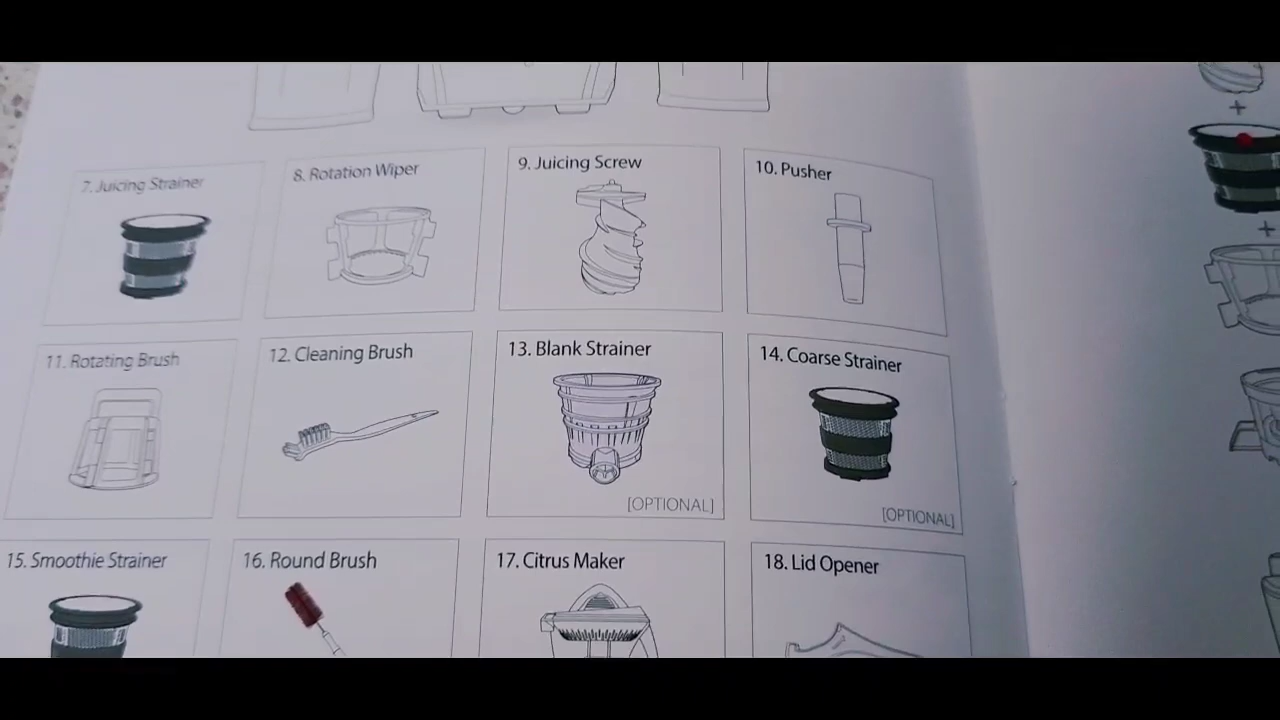 7. Juicing Strainer
8. Rotation Wiper
9. Juicing Screw
10. Pusher
11. Rotating Brush
12. Cleaning Brush
13. Blank Strainer
[OPTIONAL]
14. Coarse Strainer
[OPTIONAL]
15. Smoothie Strainer
16. Round Brush
17. Citrus Maker
18. Lid Opener
+
+